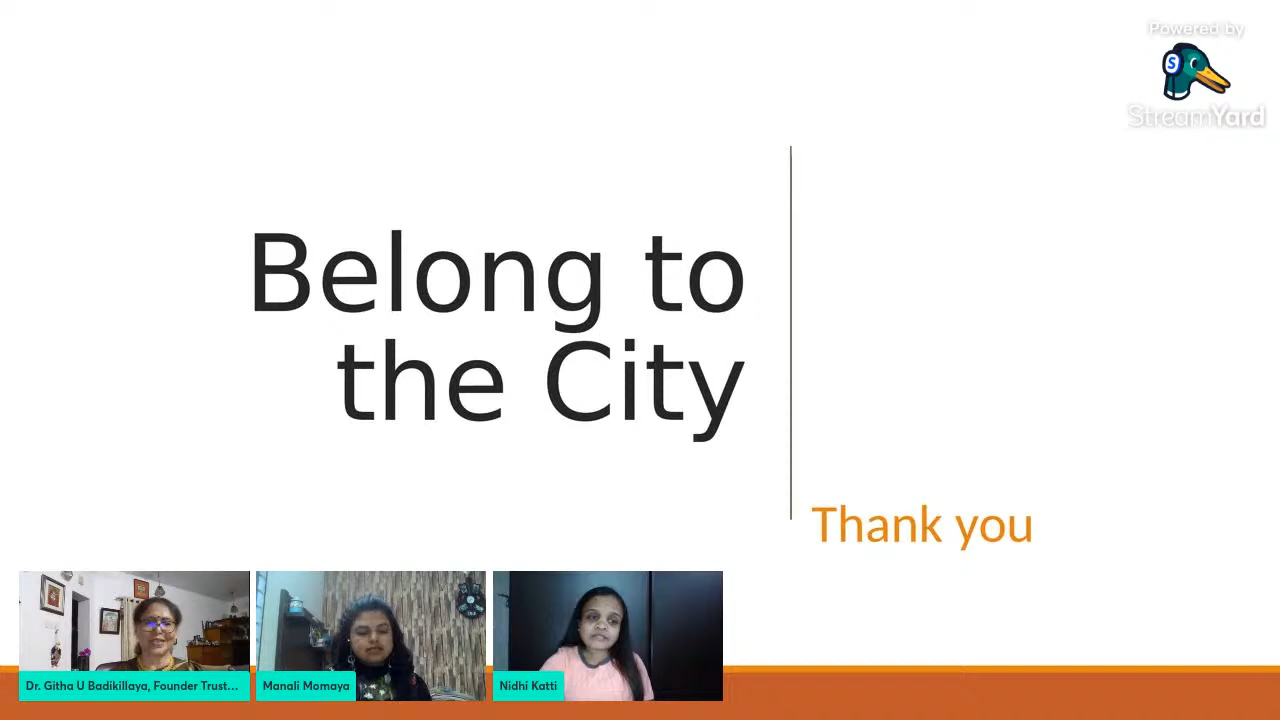 Powered by
S
StreamYard
Belong to
the City
Thank you
Dr. Githa U Badikillaya, Founder Trust...
Manali Momaya
Nidhi Katti